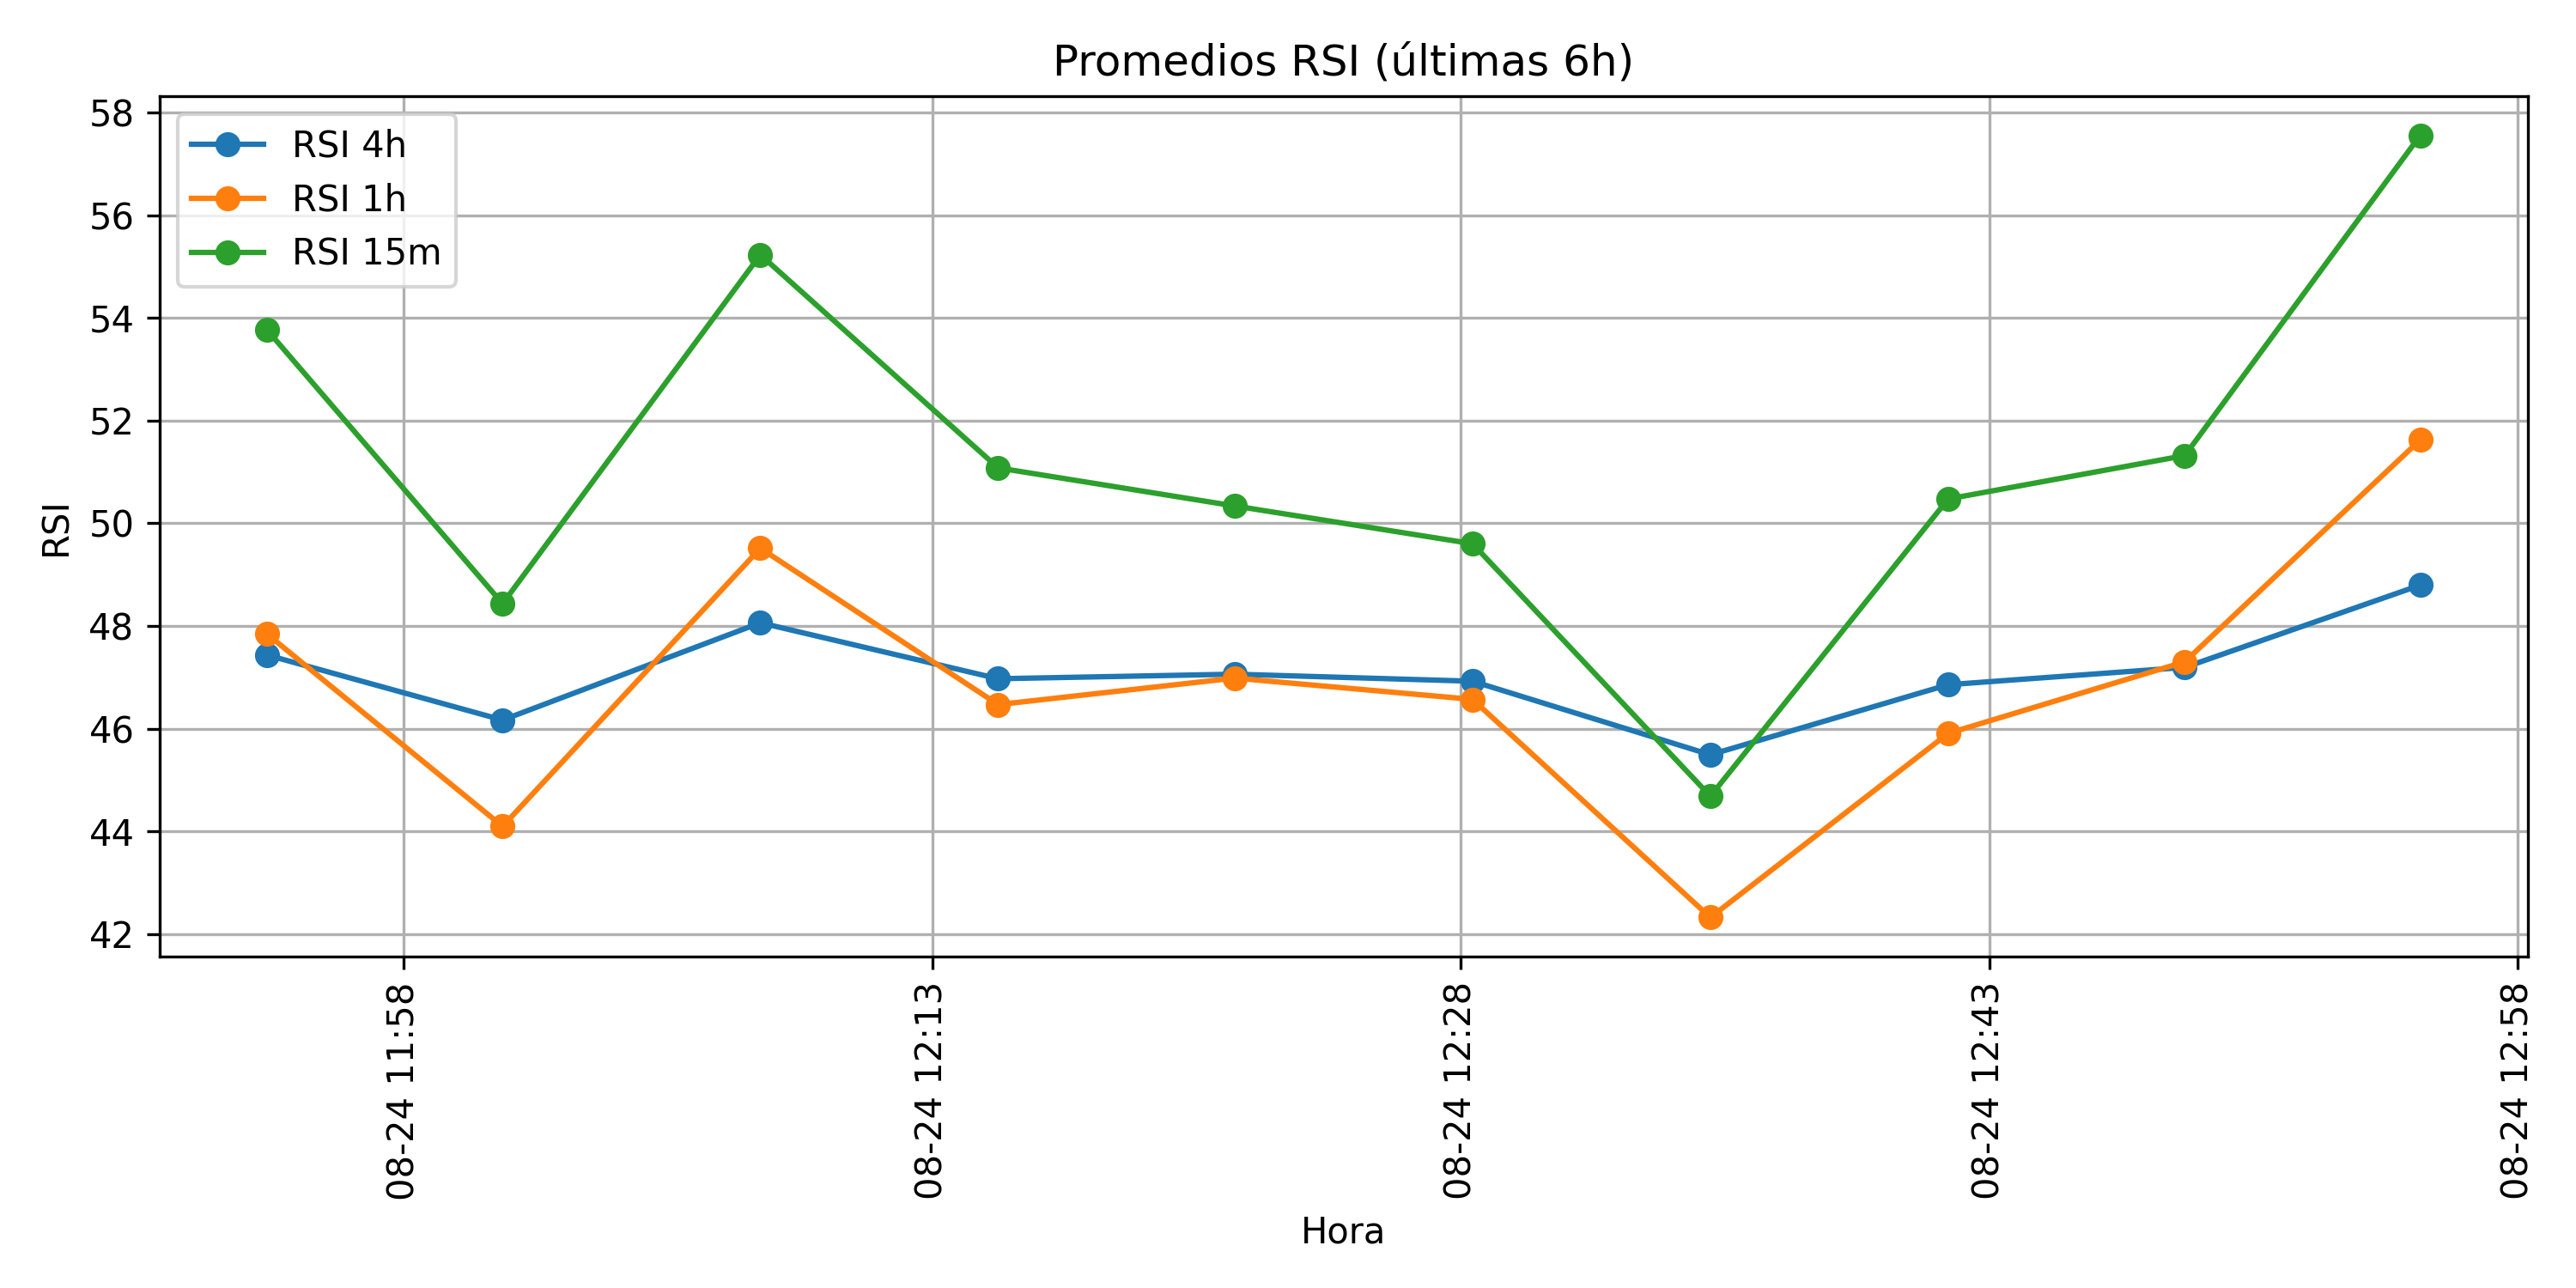 Promedios RSI (últimas 6h)
RSI 4h
RSI 1h
RSI 15m
58
56
54
52
50
48
46
44
42
RSI
08-24 11:58
08-24 12:13
08-24 12:28
08-24 12:43
08-24 12:58
Hora